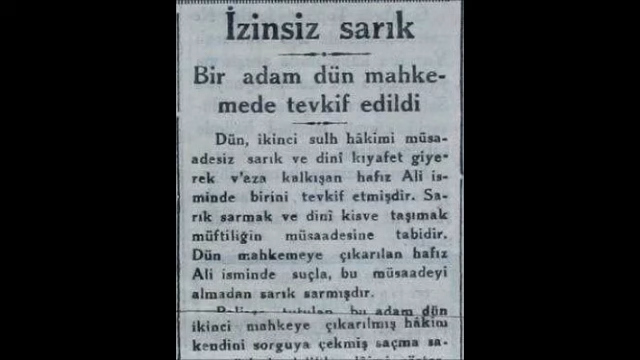 İzinsiz sarık
Bir adam dün mahke-
mede tevkif edildi
Dün, ikinci sulh hâkimi müsa-
adesiz sarık ve dinî kıyafet giye-
rek v'aza kalkışan hafız Ali is-
minde birini tevkif etmişdir. Sa-
rık sarmak ve dinî kisve taşımak
müftiliğin müsaadesine tabidir.
Dün mahkemeye çıkarılan hafız
Ali isminde suçla, bu müsaadeyi
almadan sarık sarmışdır.
bu adam dün
ikinci mahkeye çıkarılmış hâkim
kendini sorguya çekmiş saçma sa-